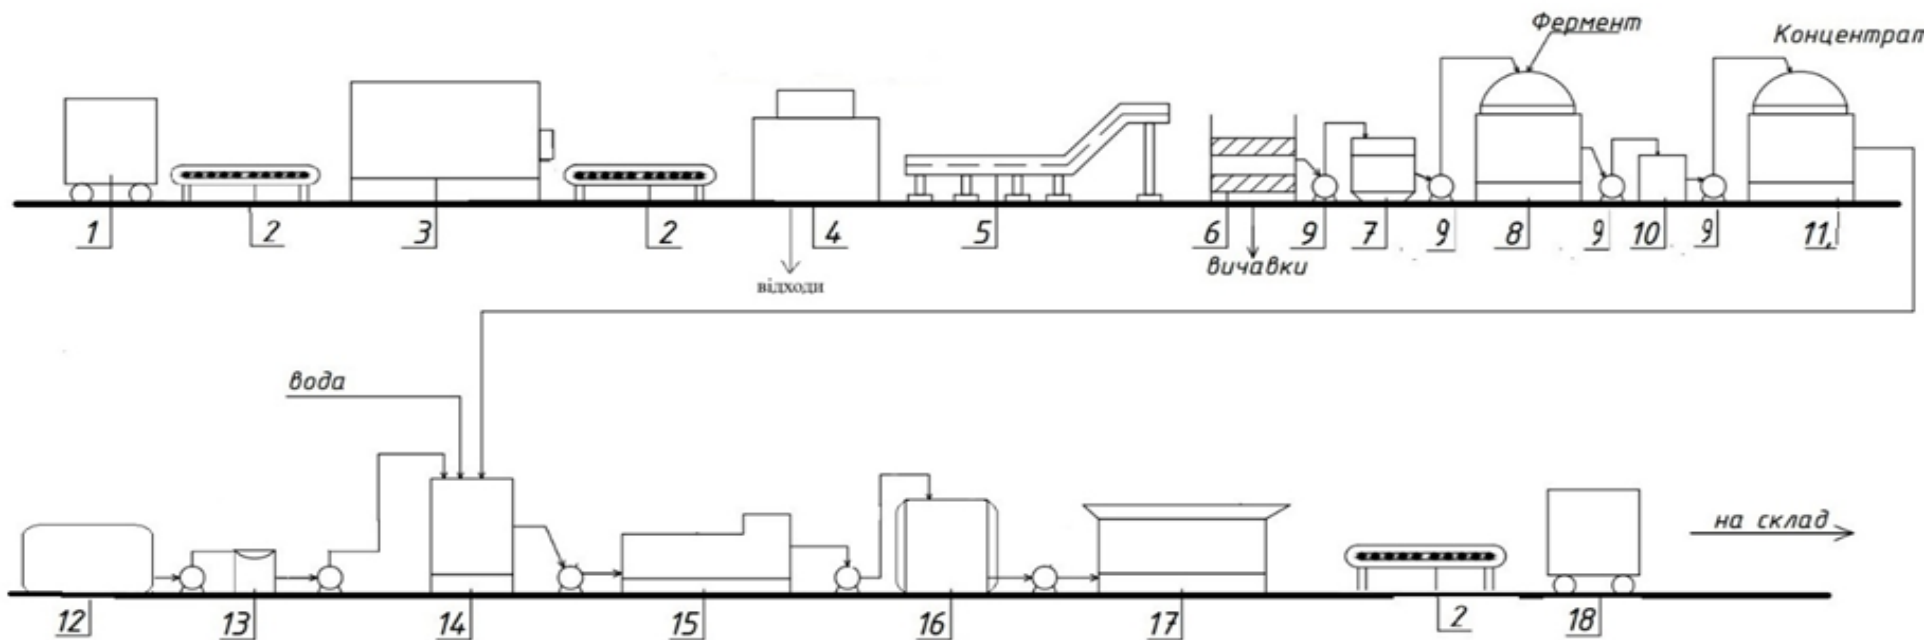 Фермент
Концентрат
1 2 3 2 4 5 6 9 7 9 8 9 10 9 11,
відходи
вичавки
вода
на склад
12 13 14 15 16 17 2 18